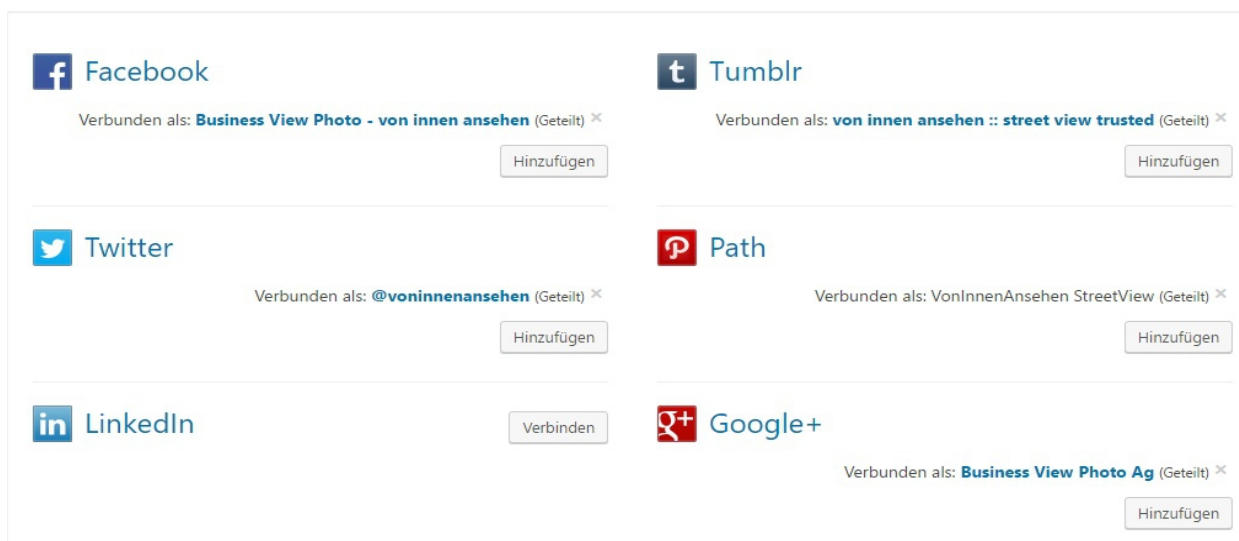 Facebook
Verbunden als: Business View Photo - von innen ansehen (Geteilt) ×
Hinzufügen
Tumblr
Verbunden als: von innen ansehen :: street view trusted (Geteilt) ×
Hinzufügen
Twitter
Verbunden als: @voninnenansehen (Geteilt) ×
Hinzufügen
Path
Verbunden als: VonInnenAnsehen StreetView (Geteilt) ×
Hinzufügen
LinkedIn
Verbinden
Google+
Verbunden als: Business View Photo Ag (Geteilt) ×
Hinzufügen